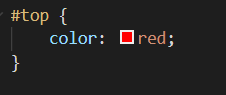 #top {
    color: red;
}